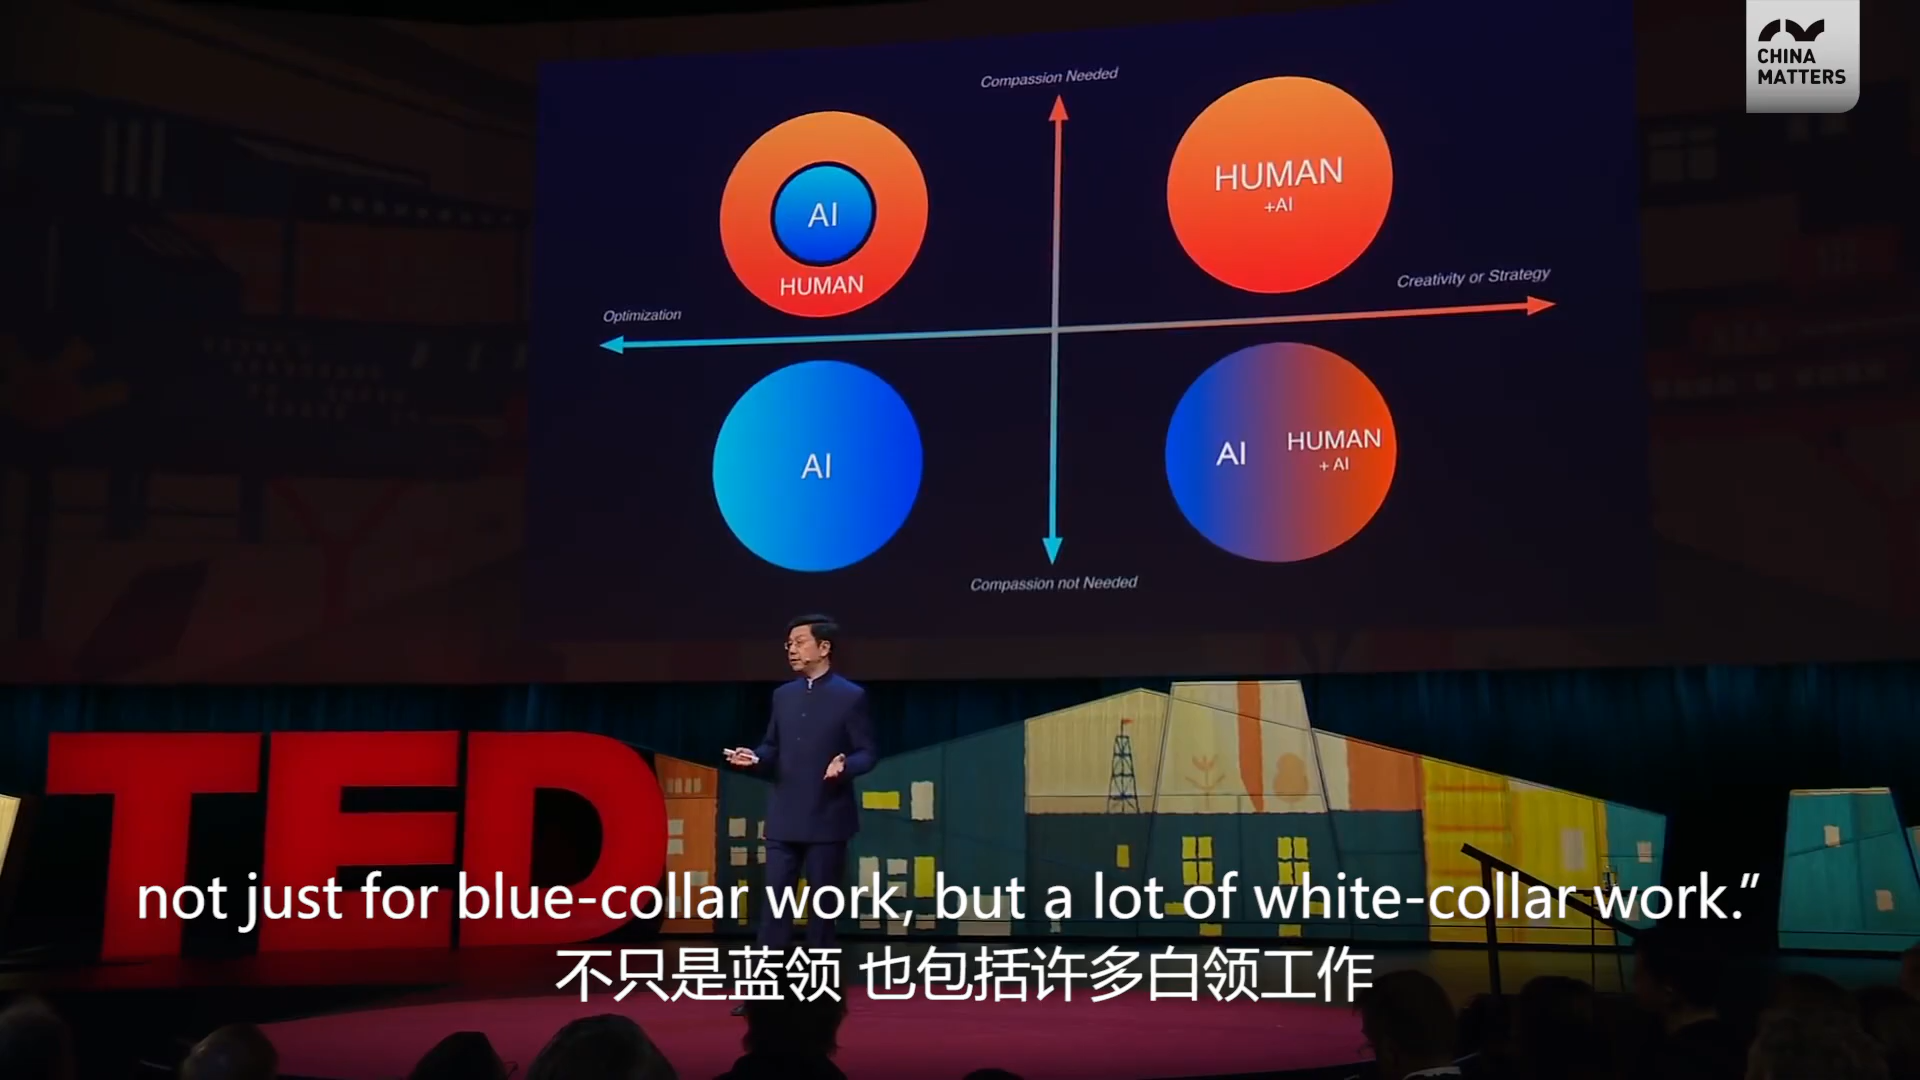 CHINA
MATTERS
Compassion Needed
AI
HUMAN
HUMAN
+AI
Creativity or Strategy
Optimization
AI
AI
HUMAN
+ AI
Compassion not Needed
TED
not just for blue-collar work, but a lot of white-collar work.”
不只是蓝领 也包括许多白领工作